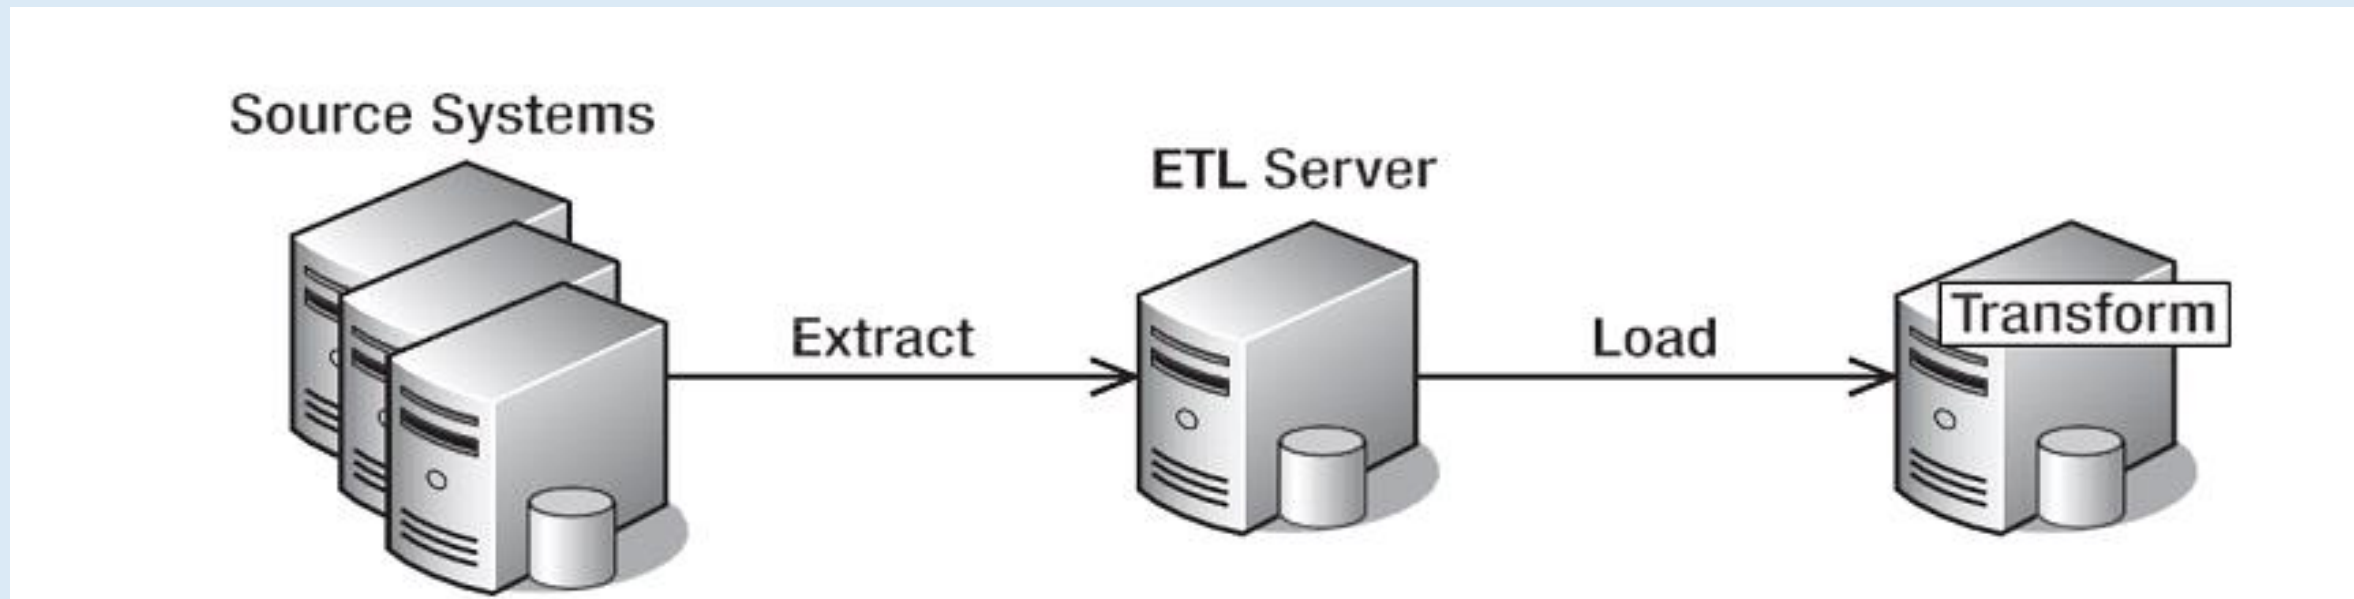 Source Systems
ETL Server
Extract
Load
Transform